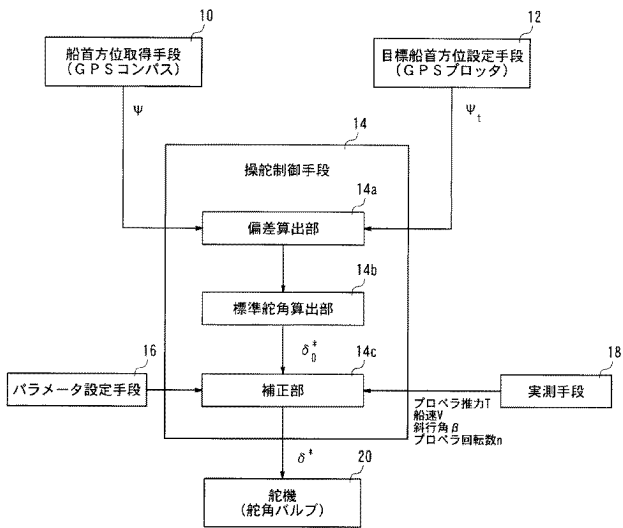 10
船首方位取得手段
(GPSコンパス)
12
目標船首方位設定手段
(GPSプロッタ)
Ψ
Ψt
14
操舵制御手段
14a
偏差算出部
14b
標準舵角算出部
δ0*
16
パラメータ設定手段
14c
補正部
18
実測手段
プロペラ推力T
船速V
斜行角β
プロペラ回転数n
δ*
20
舵機
(舵角バルブ)